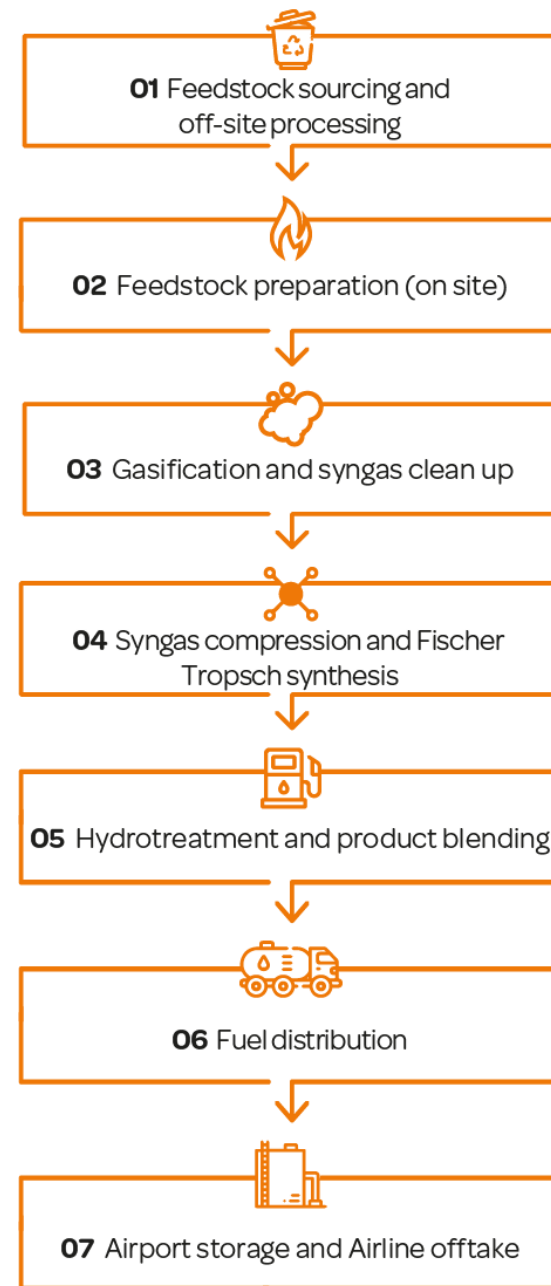 01 Feedstock sourcing and
off-site processing
02 Feedstock preparation (on site)
03 Gasification and syngas clean up
04 Syngas compression and Fischer
Tropsch synthesis
05 Hydrotreatment and product blending
06 Fuel distribution
07 Airport storage and Airline offtake